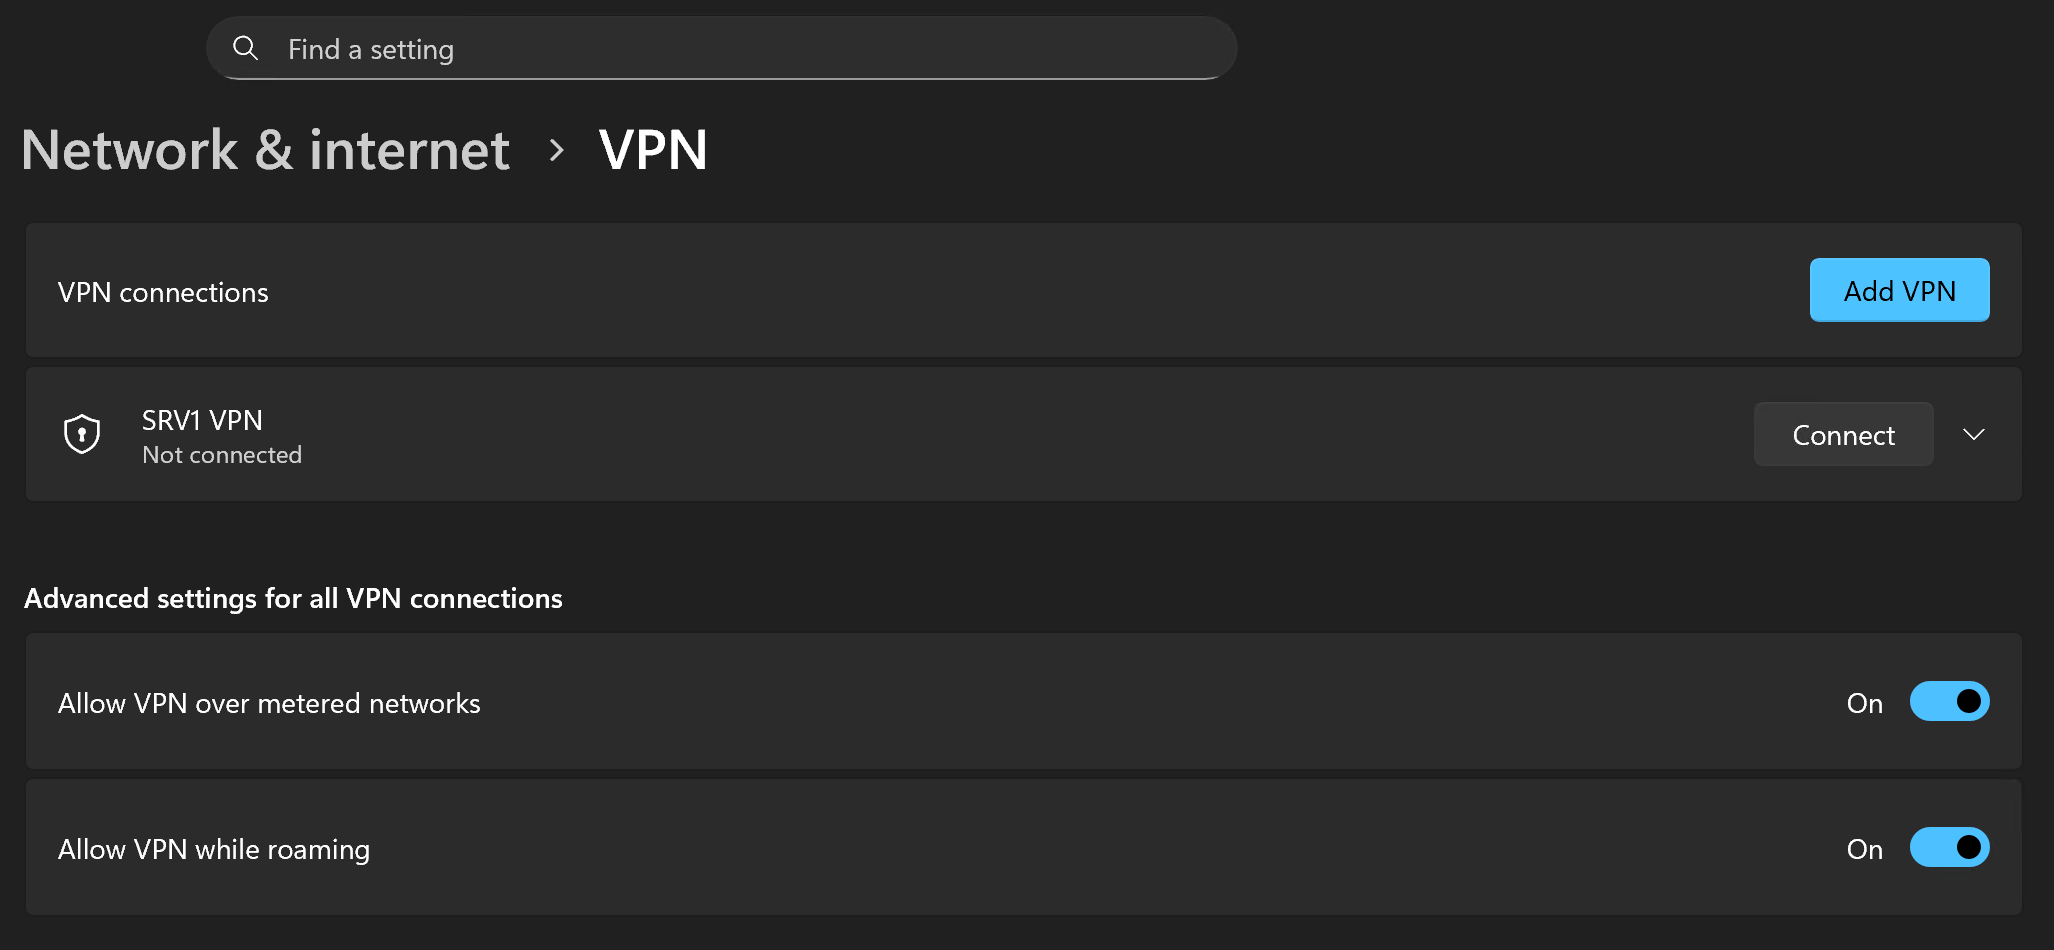 Find a setting
Network & internet > VPN
VPN connections
Add VPN
SRV1 VPN
Not connected
Connect
Advanced settings for all VPN connections
Allow VPN over metered networks
On
Allow VPN while roaming
On